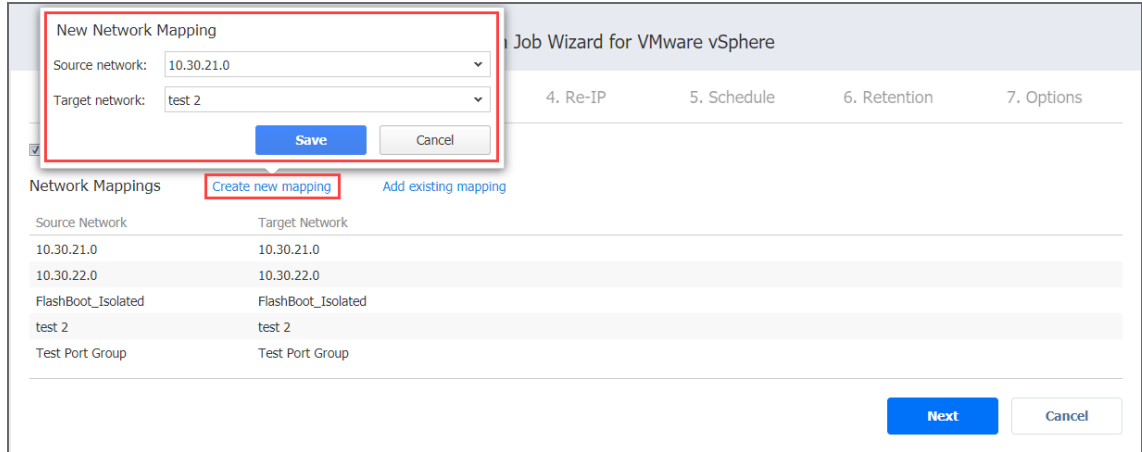 New Network Mapping
Job Wizard for VMware vSphere
Source network: 10.30.21.0
Target network: test 2
4. Re-IP 5. Schedule 6. Retention 7. Options
Save Cancel
Network Mappings Create new mapping Add existing mapping
Source Network Target Network
10.30.21.0 10.30.21.0
10.30.22.0 10.30.22.0
FlashBoot_Isolated FlashBoot_Isolated
test 2 test 2
Test Port Group Test Port Group
Next Cancel